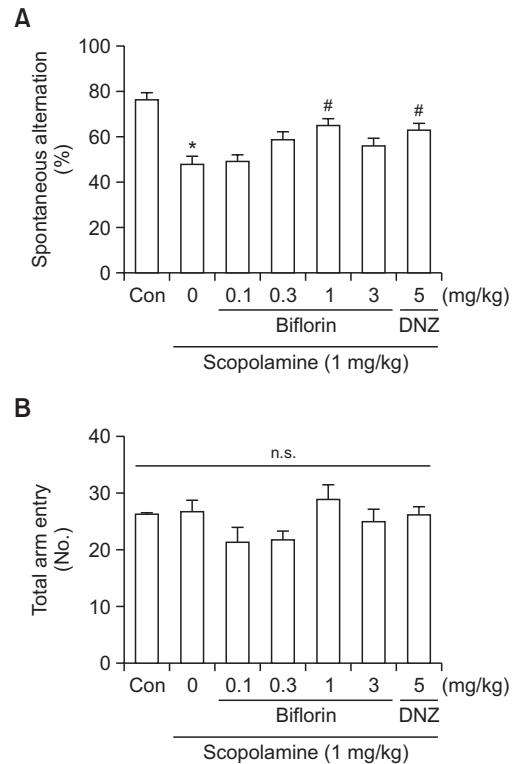 A
Spontaneous alternation
(%)
100
80
60
40
20
0
*
#
#
Con 0 0.1 0.3 1 3 5 (mg/kg)
Biflorin DNZ
Scopolamine (1 mg/kg)
B
Total arm entry
(No.)
40
30
20
10
0
n.s.
Con 0 0.1 0.3 1 3 5 (mg/kg)
Biflorin DNZ
Scopolamine (1 mg/kg)